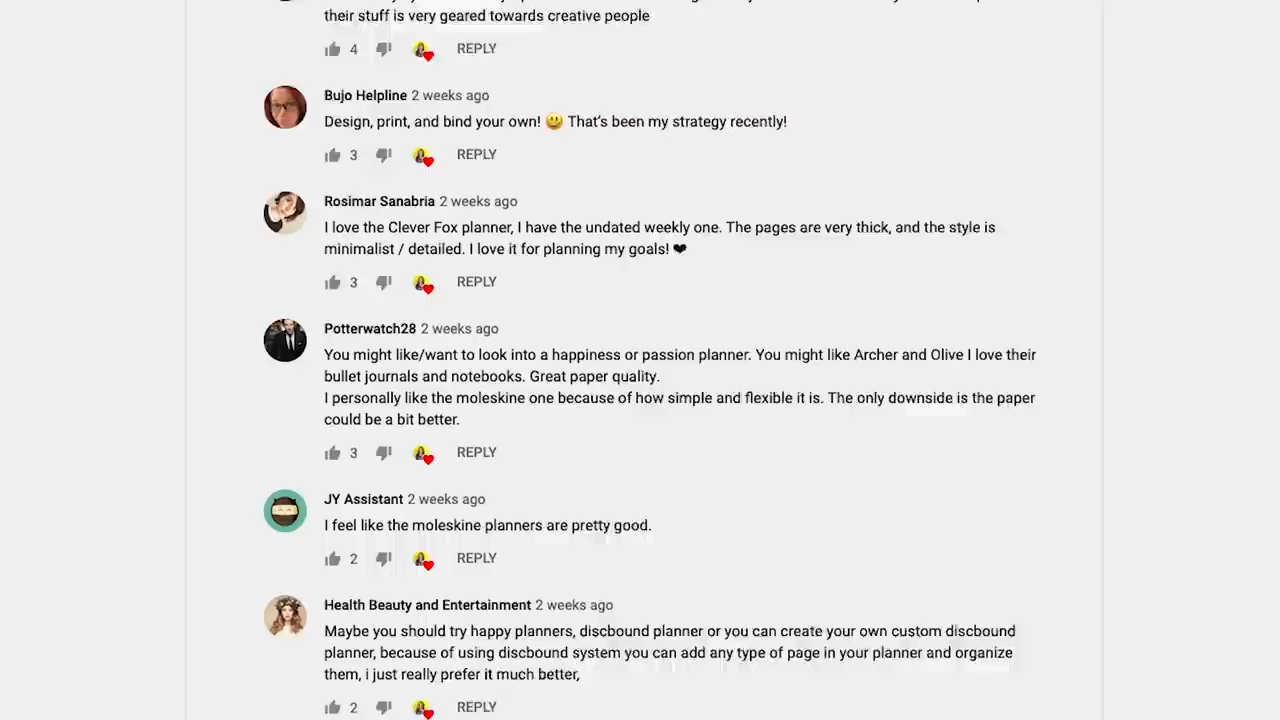 their stuff is very geared towards creative people
4 REPLY
Bujo Helpline 2 weeks ago
Design, print, and bind your own! 😃 That's been my strategy recently!
3 REPLY
Rosimar Sanabria 2 weeks ago
I love the Clever Fox planner, I have the undated weekly one. The pages are very thick, and the style is
minimalist / detailed. I love it for planning my goals! ❤
3 REPLY
Potterwatch28 2 weeks ago
You might like/want to look into a happiness or passion planner. You might like Archer and Olive I love their
bullet journals and notebooks. Great paper quality.
I personally like the moleskine one because of how simple and flexible it is. The only downside is the paper
could be a bit better.
3 REPLY
JY Assistant 2 weeks ago
I feel like the moleskine planners are pretty good.
2 REPLY
Health Beauty and Entertainment 2 weeks ago
Maybe you should try happy planners, discbound planner or you can create your own custom discbound
planner, because of using discbound system you can add any type of page in your planner and organize
them, i just really prefer it much better,
2 REPLY